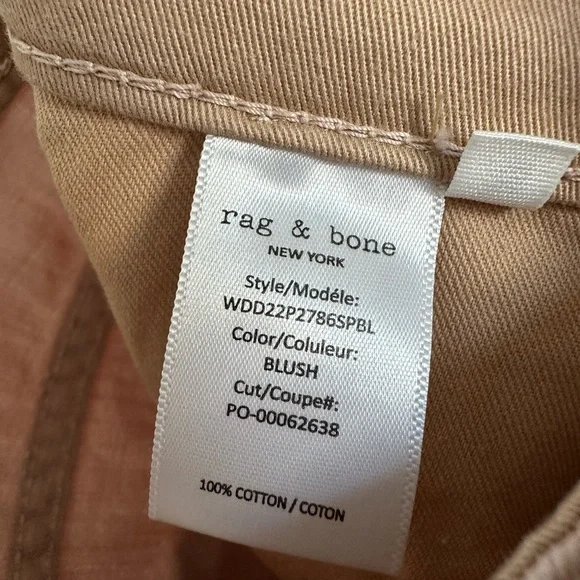 rag & bone
NEW YORK
Style/Modéle:
WDD22P2786SPBL
Color/Coluleur:
BLUSH
Cut/Coupe#:
PO-00062638
100% COTTON / COTON